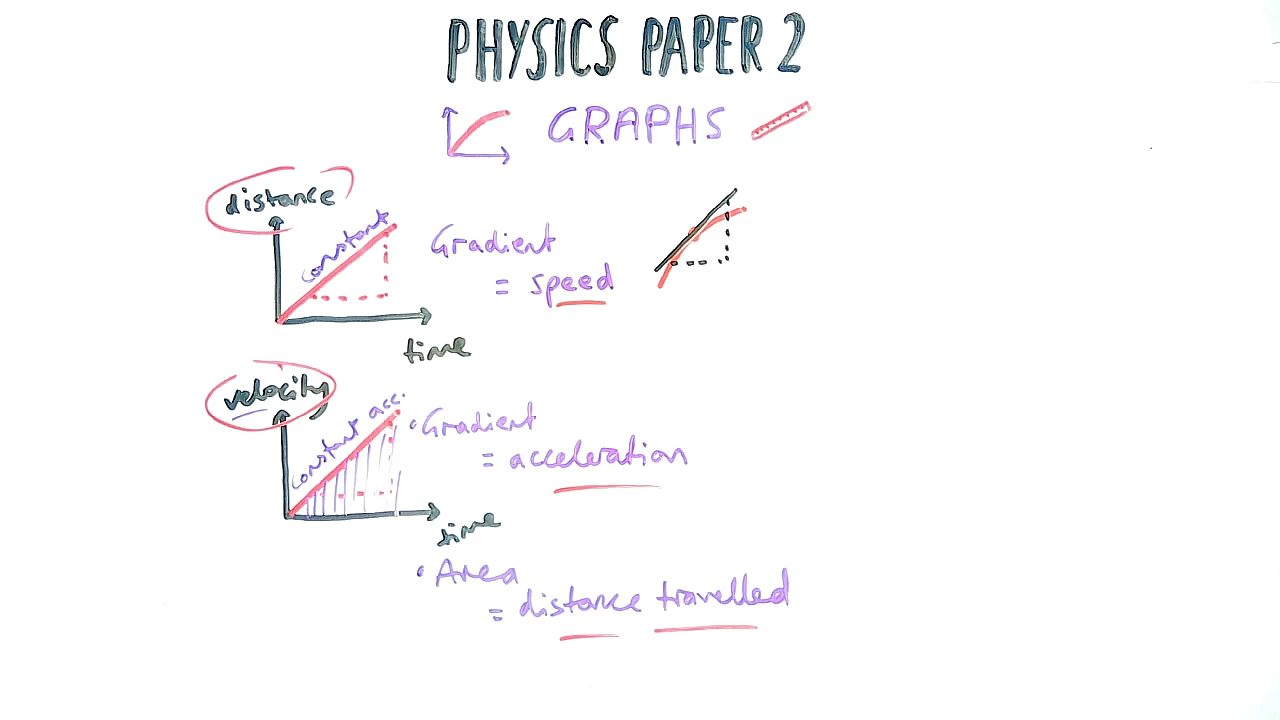 PHYSICS PAPER 2
GRAPHS
distance
constant
Gradient
= speed
time
velocity
constant acc.
• Gradient
= acceleration
time
• Area
= distance travelled